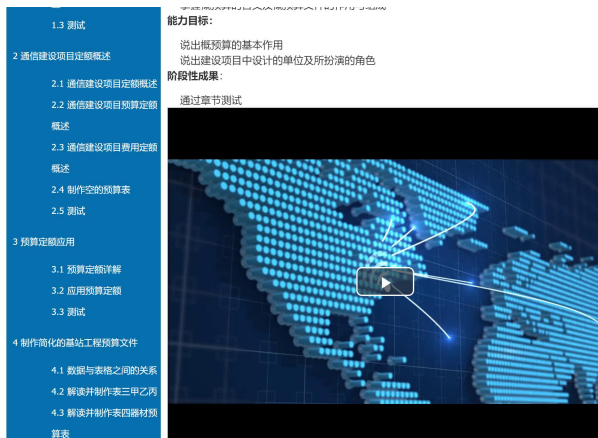 1.3 测试
2 通信建设项目定额概述
2.1 通信建设项目定额概述
2.2 通信建设项目预算定额
概述
2.3 通信建设项目费用定额
概述
2.4 制作空的预算表
2.5 测试
3 预算定额应用
3.1 预算定额详解
3.2 应用预算定额
3.3 测试
4 制作简化的基站工程预算文件
4.1 数据与表格之间的关系
4.2 解读并制作表三甲乙丙
4.3 解读并制作表四器材预
算表
能力目标：
说出概预算的基本作用
说出建设项目中设计的单位及所扮演的角色
阶段性成果：
通过章节测试